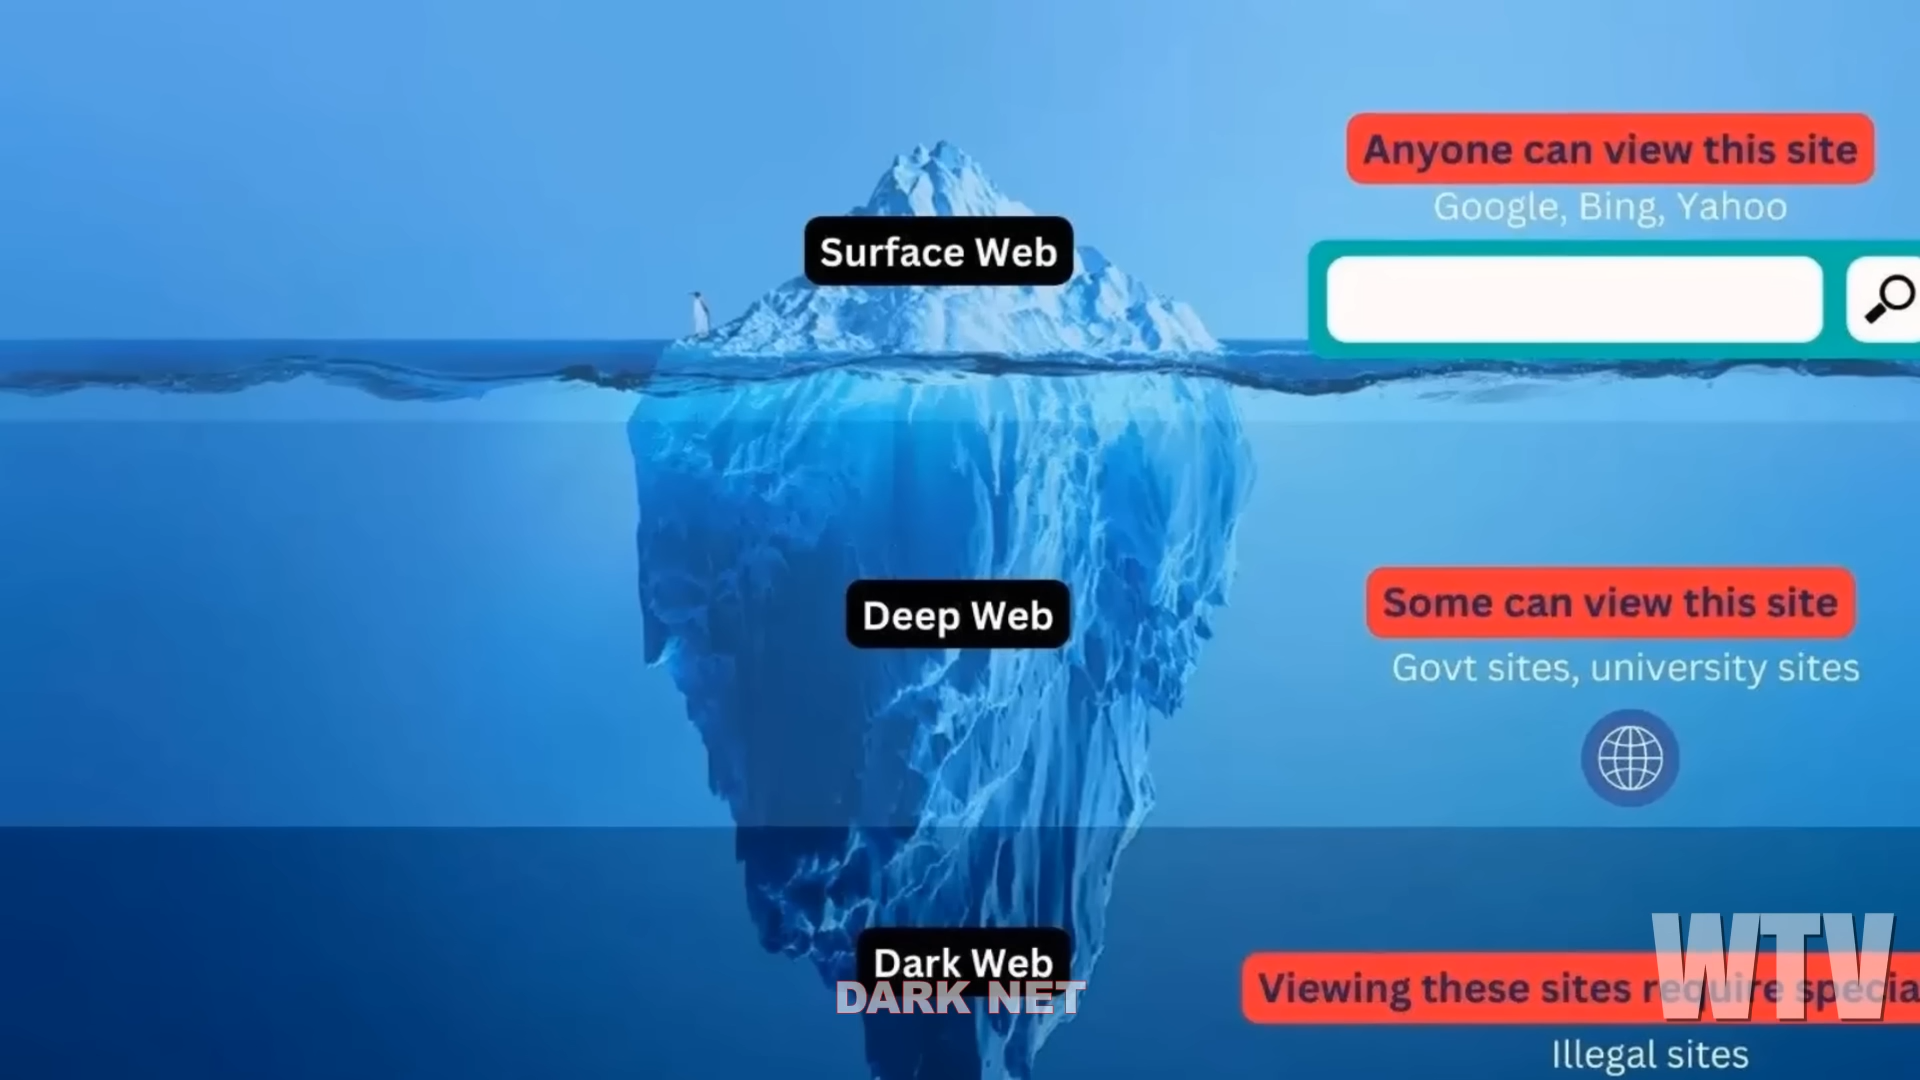 Anyone can view this site
Google, Bing, Yahoo
Surface Web
Deep Web
Some can view this site
Govt sites, university sites
Dark Web
DARK NET
Viewing these sites require
WTV
Illegal sites